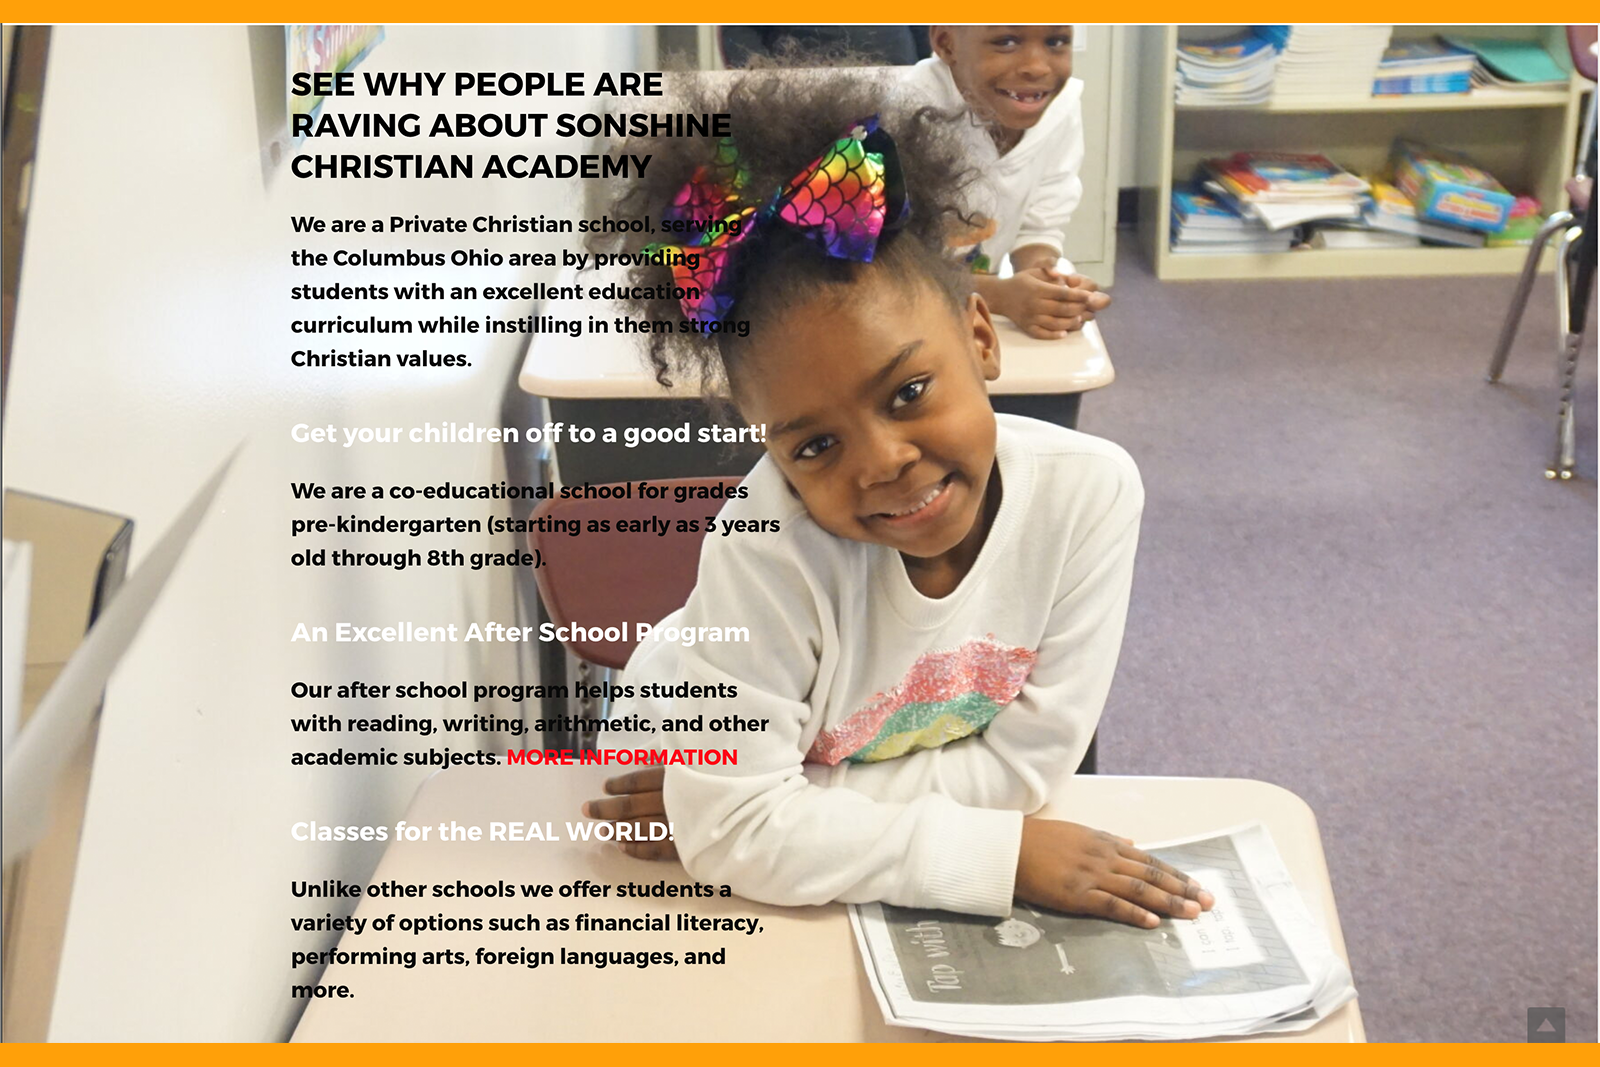 SEE WHY PEOPLE ARE
RAVING ABOUT SONSHINE
CHRISTIAN ACADEMY
We are a Private Christian school, serving
the Columbus Ohio area by providing
students with an excellent education
curriculum while instilling in them strong
Christian values.
Get your children off to a good start!
We are a co-educational school for grades
pre-kindergarten (starting as early as 3 years
old through 8th grade).
An Excellent After School Program
Our after school program helps students
with reading, writing, arithmetic, and other
academic subjects. MORE INFORMATION
Classes for the REAL WORLD!
Unlike other schools we offer students a
variety of options such as financial literacy,
performing arts, foreign languages, and
more.
Tap with
I can
I tap